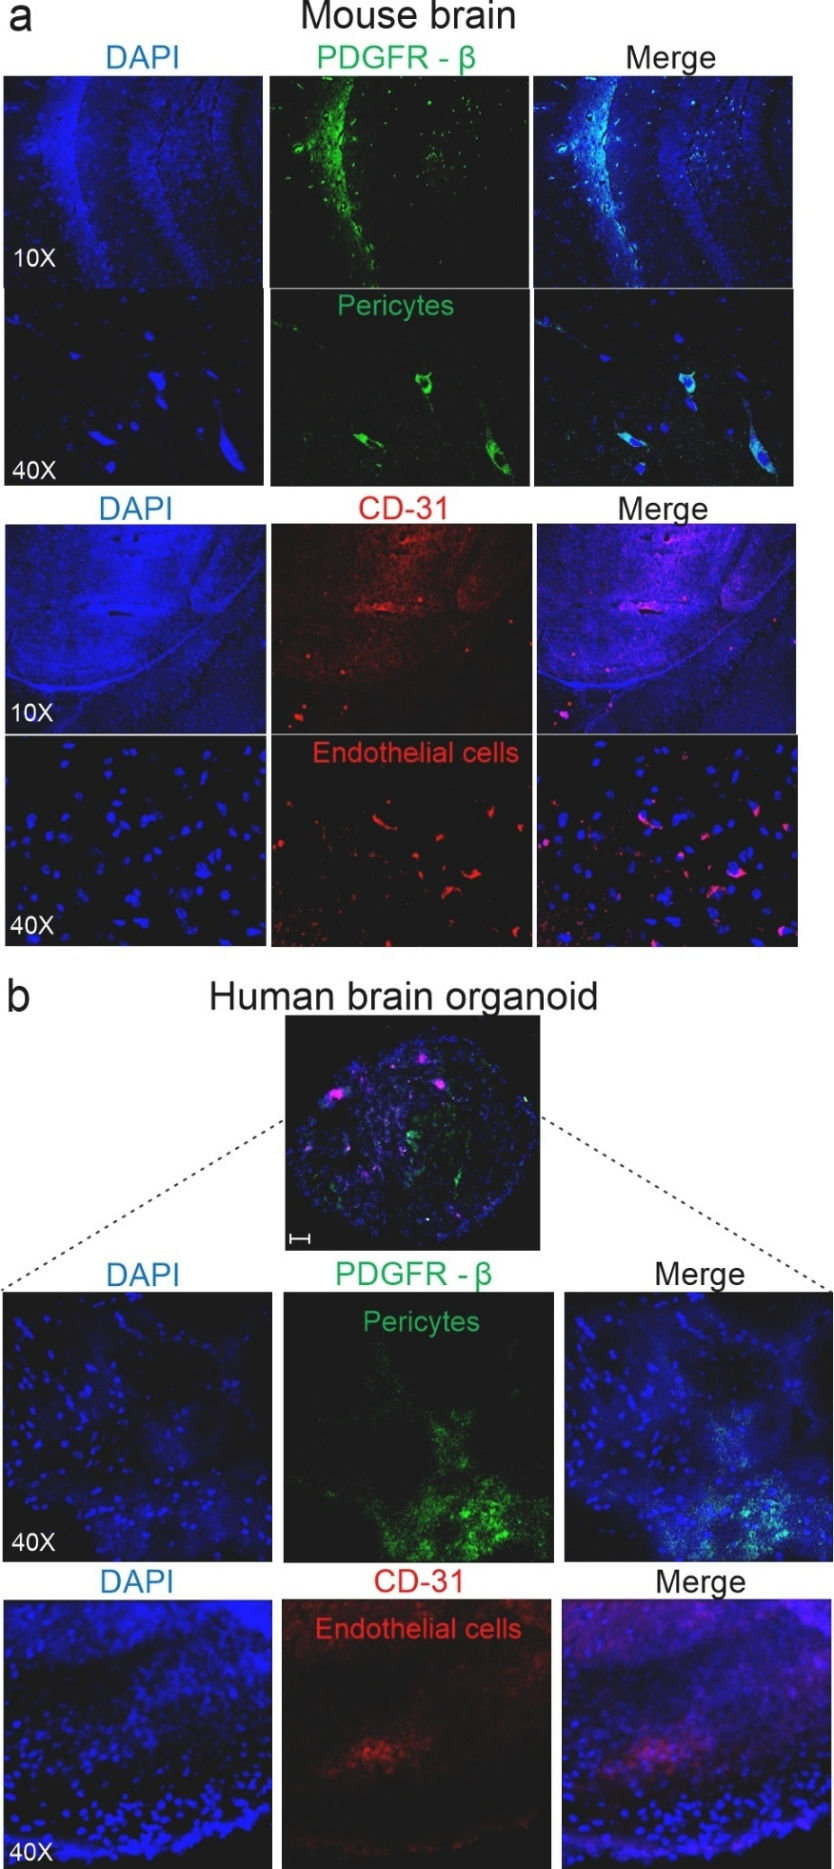 a
Mouse brain
DAPI PDGFR - β Merge
10X
Pericytes
40X
DAPI CD-31 Merge
10X
Endothelial cells
40X
b
Human brain organoid
DAPI PDGFR - β Merge
Pericytes
40X
DAPI CD-31 Merge
Endothelial cells
40X